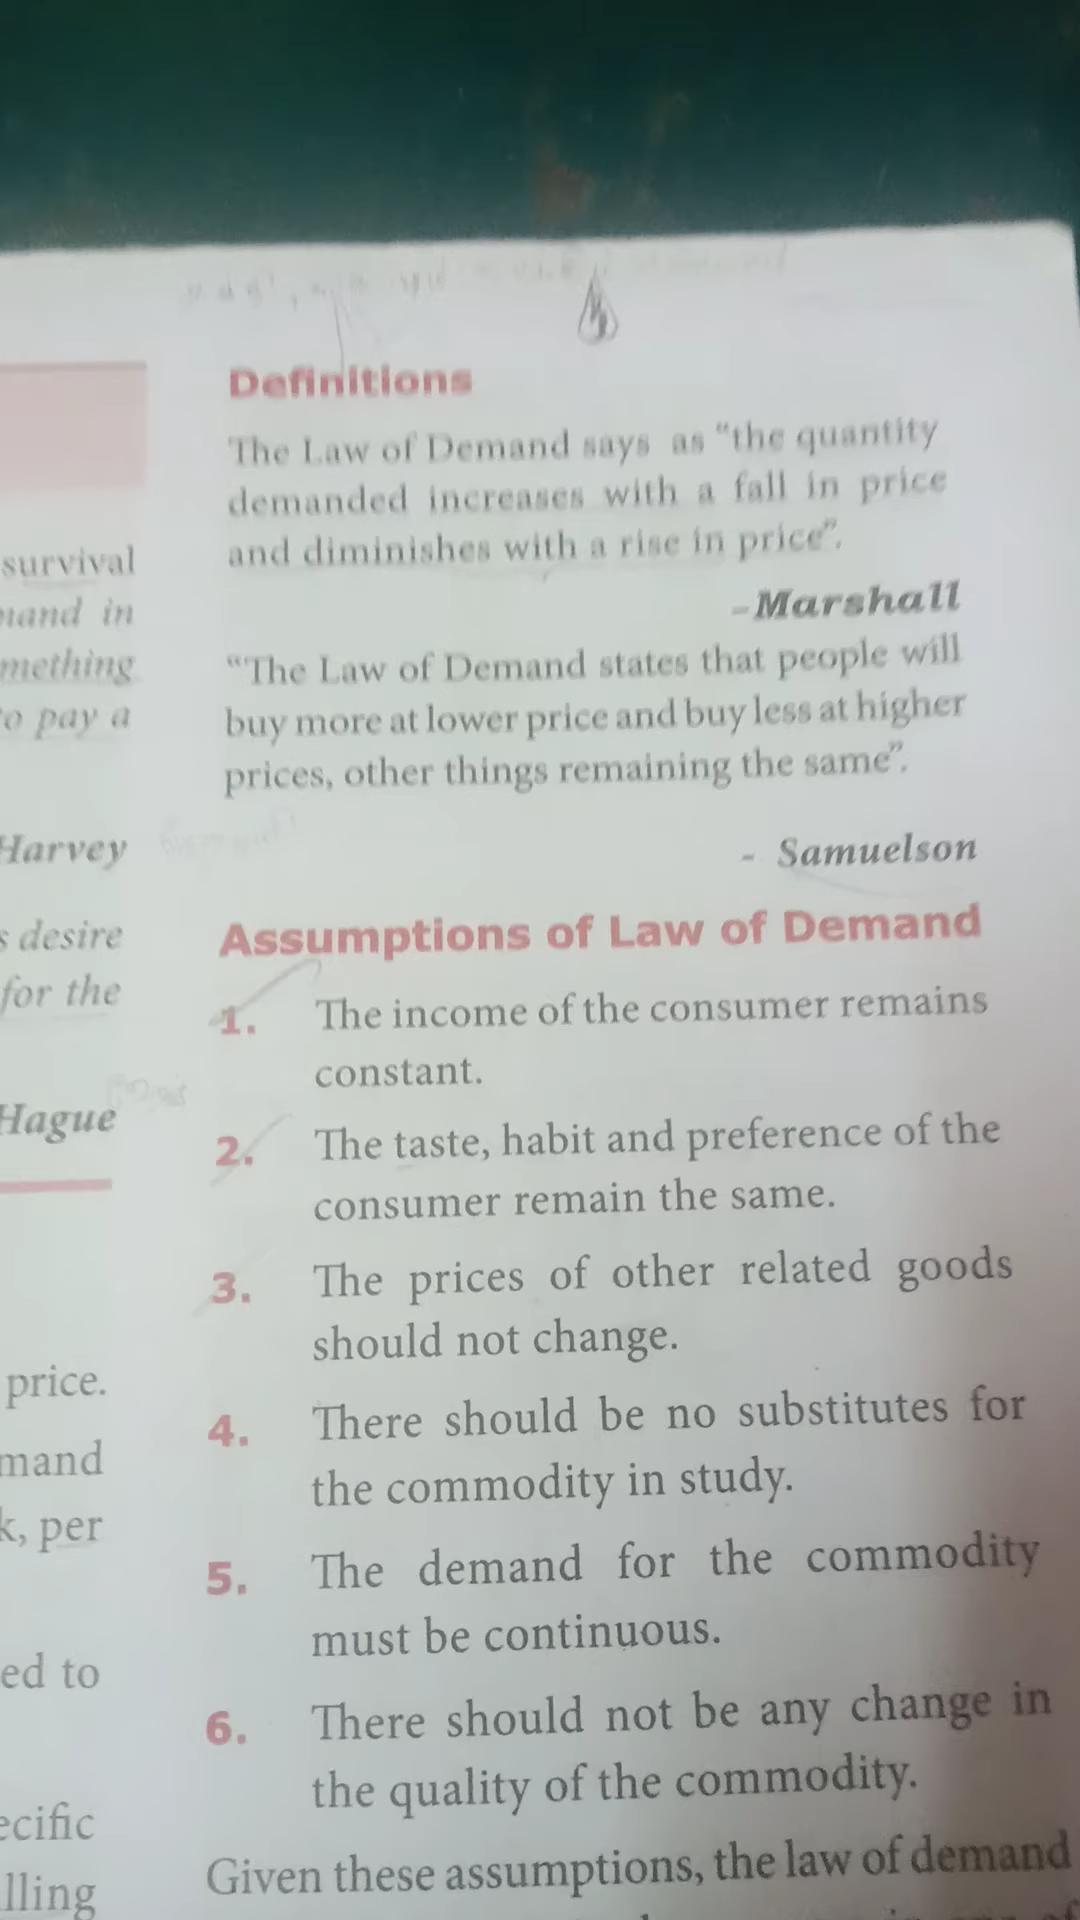 survival
in
mething
to pay a
Harvey
desire
for the
Hague
price.
mand
per
ed to
ecific
lling
Definitions
The Law of Demand says as “the quantity
demanded increases with a fall in price
and diminishes with a rise in price”.
–Marshall
“The Law of Demand states that people will
buy more at lower price and buy less at higher
prices, other things remaining the same”.
- Samuelson
Assumptions of Law of Demand
1. The income of the consumer remains
constant.
2. The taste, habit and preference of the
consumer remain the same.
3. The prices of other related goods
should not change.
4. There should be no substitutes for
the commodity in study.
5. The demand for the commodity
must be continuous.
6. There should not be any change in
the quality of the commodity.
Given these assumptions, the law of demand